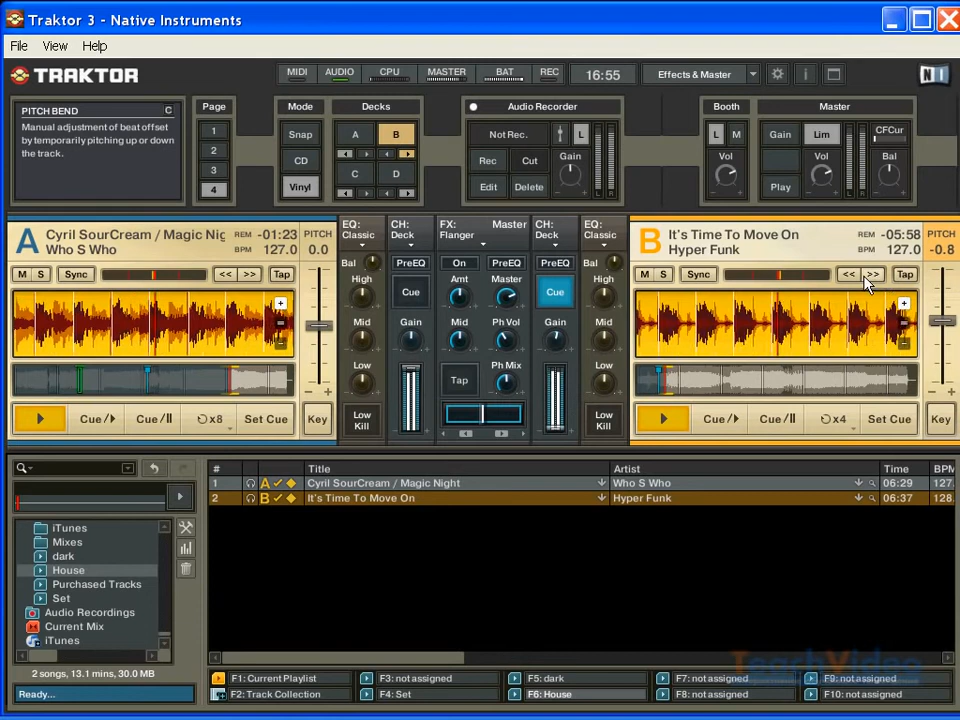 Traktor 3 - Native Instruments
File View Help
TRAKTOR
MIDI AUDIO CPU MASTER BAT REC 16:55 Effects & Master i NI
PITCH BEND C
Manual adjustment of beat offset
by temporarily pitching up or down
the track.
Page
1
2
3
4
Mode
Snap
CD
Vinyl
Decks
A B
C D
Audio Recorder
Not Rec. L
Rec Cut Gain
Edit Delete L R
Booth
L M
Vol
Master
Gain Lim CFCur
Vol Bal
Play L R
A Cyril SourCream / Magic Nig REM -01:23 PITCH
Who S Who BPM 127.0 0.0
M S Sync << >> Tap
Cue Cue/II x8 Set Cue Key
EQ:
Classic
Bal
High
Mid
Low
Low
Kill
CH:
Deck
PreEQ
Cue
Gain
FX: Master
Flanger
On PreEQ
Amt Master
Mid Ph Vol
Ph Mix
Tap
CH:
Deck
PreEQ
Cue
Gain
EQ:
Classic
Bal
High
Mid
Low
Low
Kill
B It's Time To Move On REM -05:58 PITCH
Hyper Funk BPM 127.0 -0.8
M S Sync << >> Tap
Cue Cue/II x4 Set Cue Key
# Title Artist Time BPM
1 A Cyril SourCream / Magic Night Who S Who 06:29 127.
2 B It's Time To Move On Hyper Funk 06:37 128.
iTunes
Mixes
dark
House
Purchased Tracks
Set
Audio Recordings
Current Mix
iTunes
2 songs, 13.1 mins, 30.0 MB
Ready...
F1: Current Playlist F3: not assigned F5: dark F7: not assigned F9: not assigned
F2: Track Collection F4: Set F6: House F8: not assigned F10: not assigned
TeachVideo